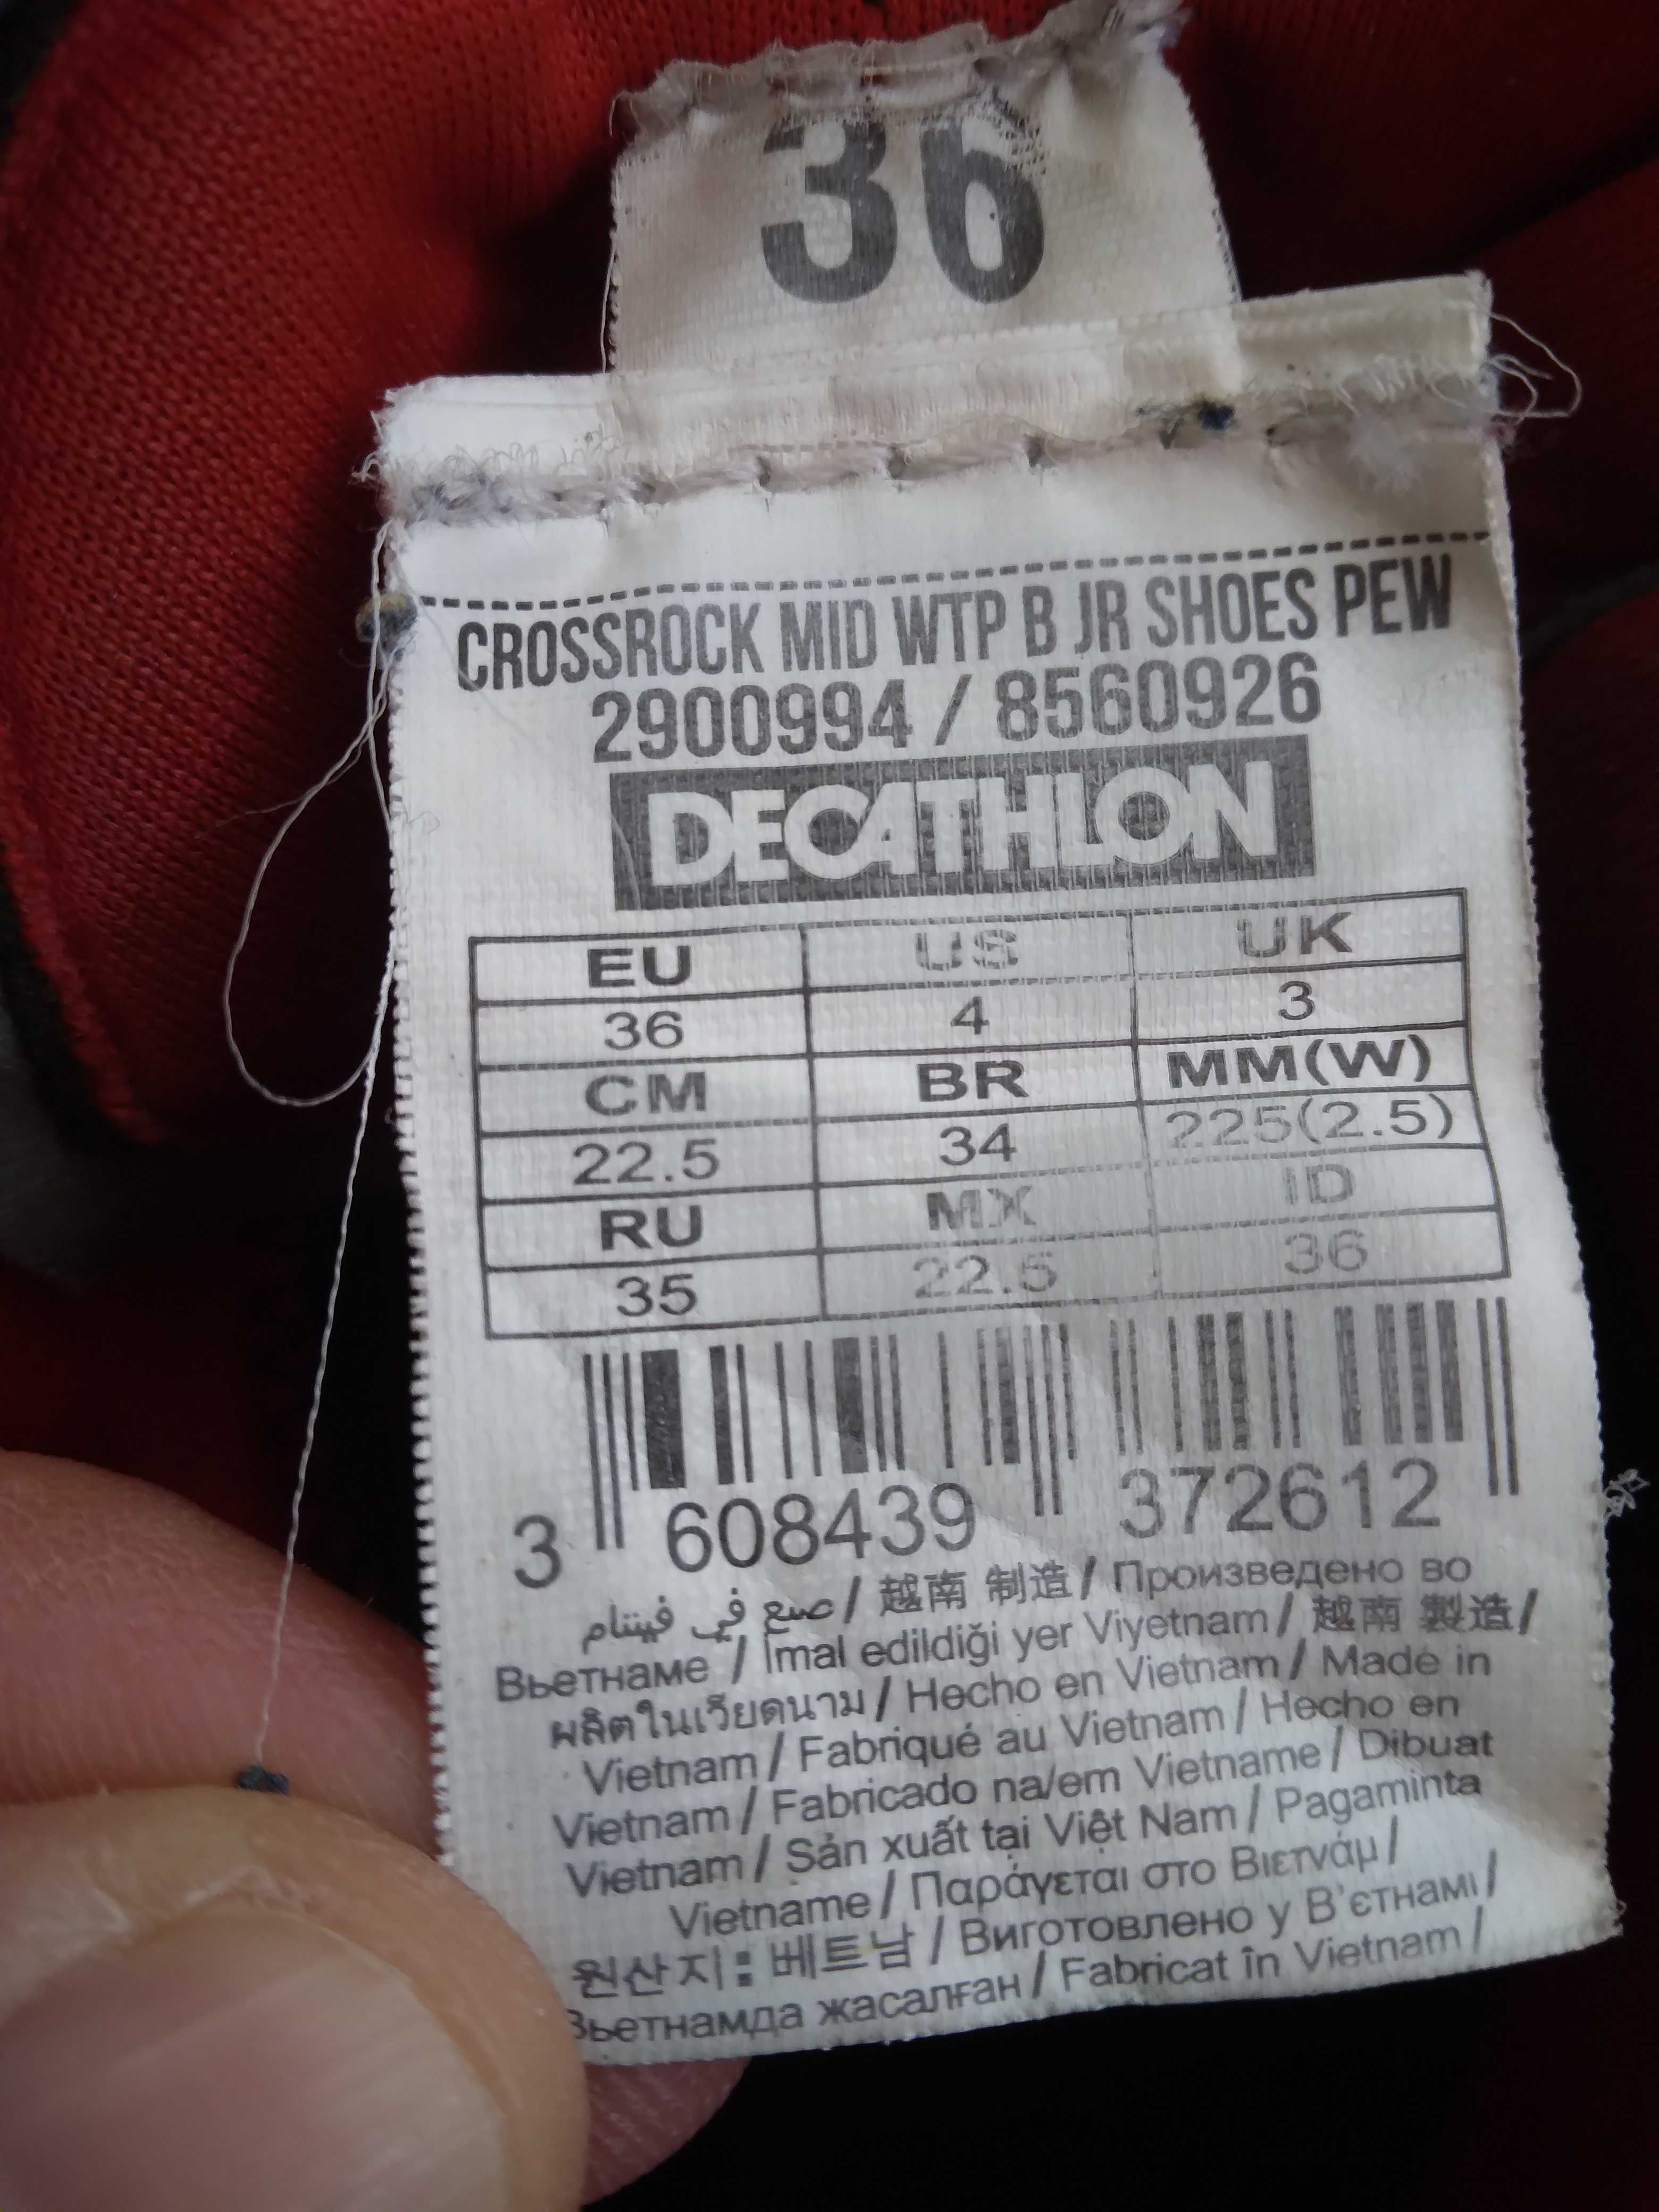 36
CROSSROCK MID WTP B JR SHOES PEW
2900994 / 8560926
DECATHLON
EU US UK
36 4 3
CM BR MM(W)
22.5 34 225(2.5)
RU MX ID
35 22.5 36
3 608439 372612
صنع في فيتنام / 越南 制造 / Произведено во
Вьетнаме / İmal edildiği yer Viyetnam / 越南 製造 /
ผลิตในเวียดนาม / Hecho en Vietnam / Made in
Vietnam / Fabriqué au Vietnam / Hecho en
Vietnam / Fabricado na/em Vietname / Dibuat
Vietnam / Sản xuất tại Việt Nam / Pagaminta
Vietname / Παράγεται στο Βιετνάμ /
원산지 : 베트남 / Виготовлено у В'єтнамі /
Вьетнамда жасалған / Fabricat în Vietnam /